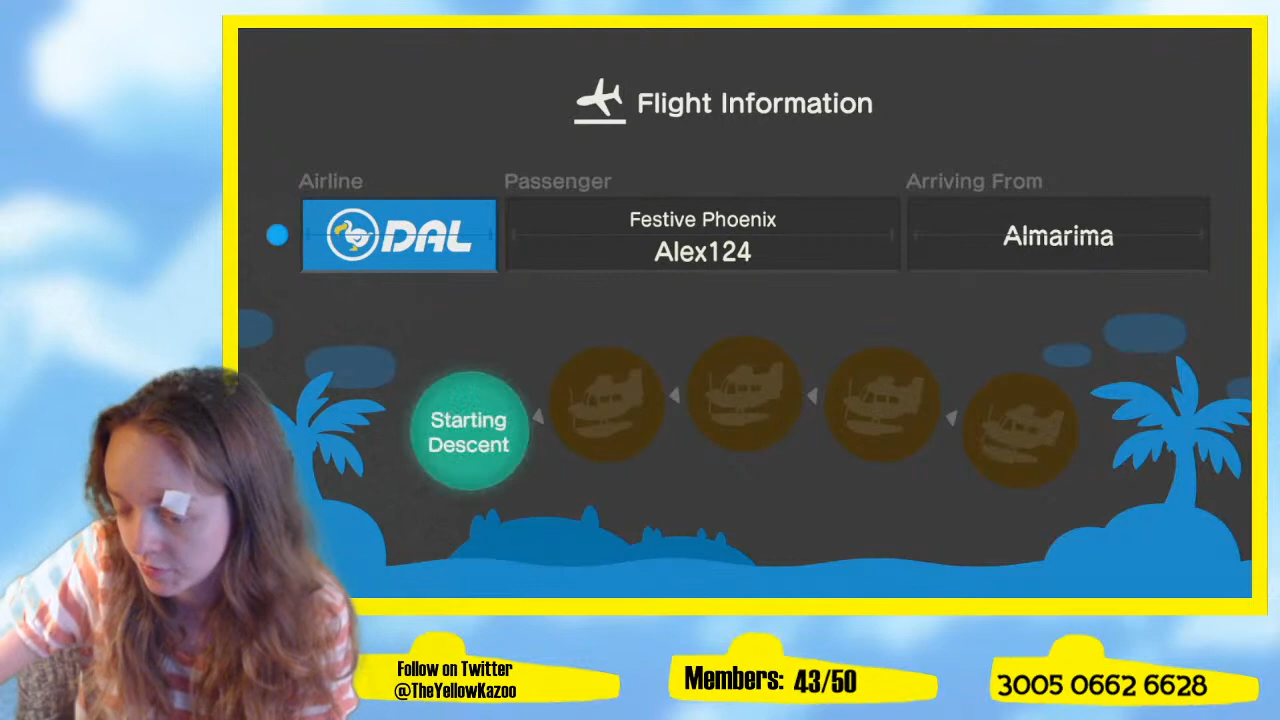 Flight Information
Airline
Passenger
Arriving From
DAL
Festive Phoenix
Alex124
Almarima
Starting
Descent
Follow on Twitter
@TheYellowKazoo
Members: 43/50
3005 0662 6628